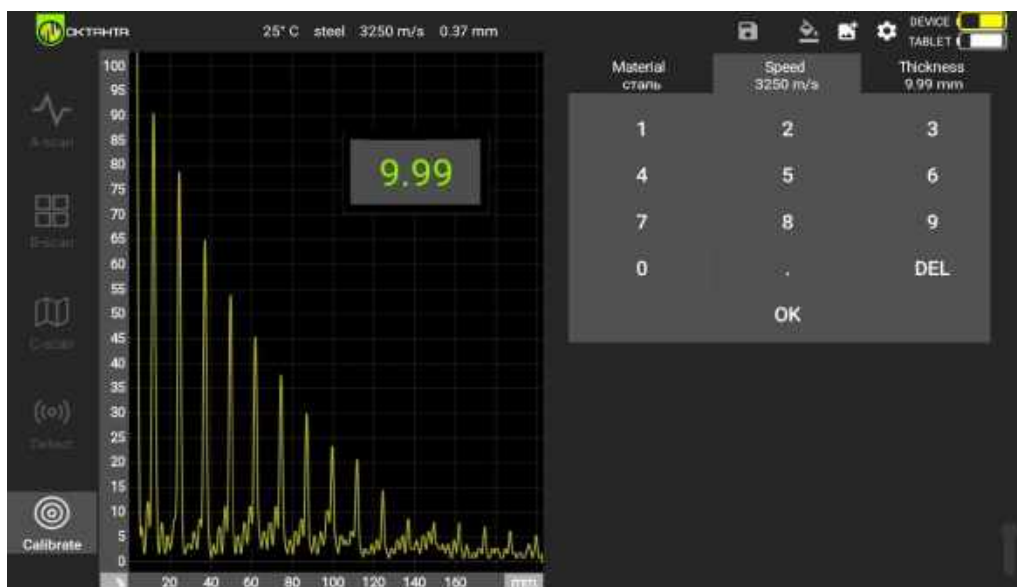 ОКТАНТА
25° C steel 3250 m/s 0.37 mm
DEVICE
TABLET
Material
сталь
Speed
3250 m/s
Thickness
9.99 mm
A-scan
B-scan
C-scan
Detect
Calibrate
100
95
90
85
80
75
70
65
60
55
50
45
40
35
30
25
20
15
10
5
0
9.99
1 2 3
4 5 6
7 8 9
0 . DEL
OK
% 20 40 60 80 100 120 140 160 mm